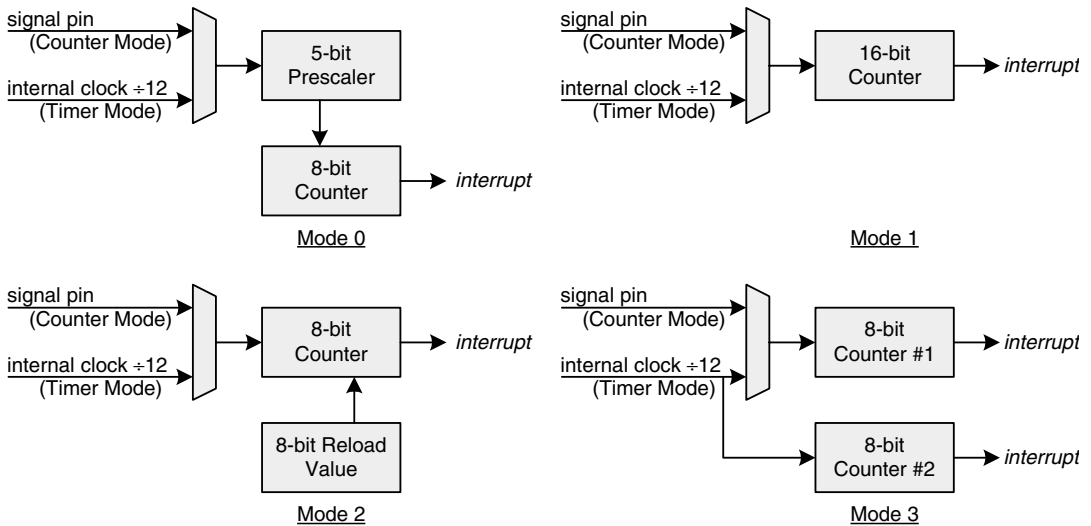 signal pin
(Counter Mode)
internal clock ÷12
(Timer Mode)
5-bit
Prescaler
8-bit
Counter
interrupt
Mode 0
signal pin
(Counter Mode)
internal clock ÷12
(Timer Mode)
16-bit
Counter
interrupt
Mode 1
signal pin
(Counter Mode)
internal clock ÷12
(Timer Mode)
8-bit
Counter
interrupt
8-bit Reload
Value
Mode 2
signal pin
(Counter Mode)
internal clock ÷12
(Timer Mode)
8-bit
Counter #1
interrupt
8-bit
Counter #2
interrupt
Mode 3